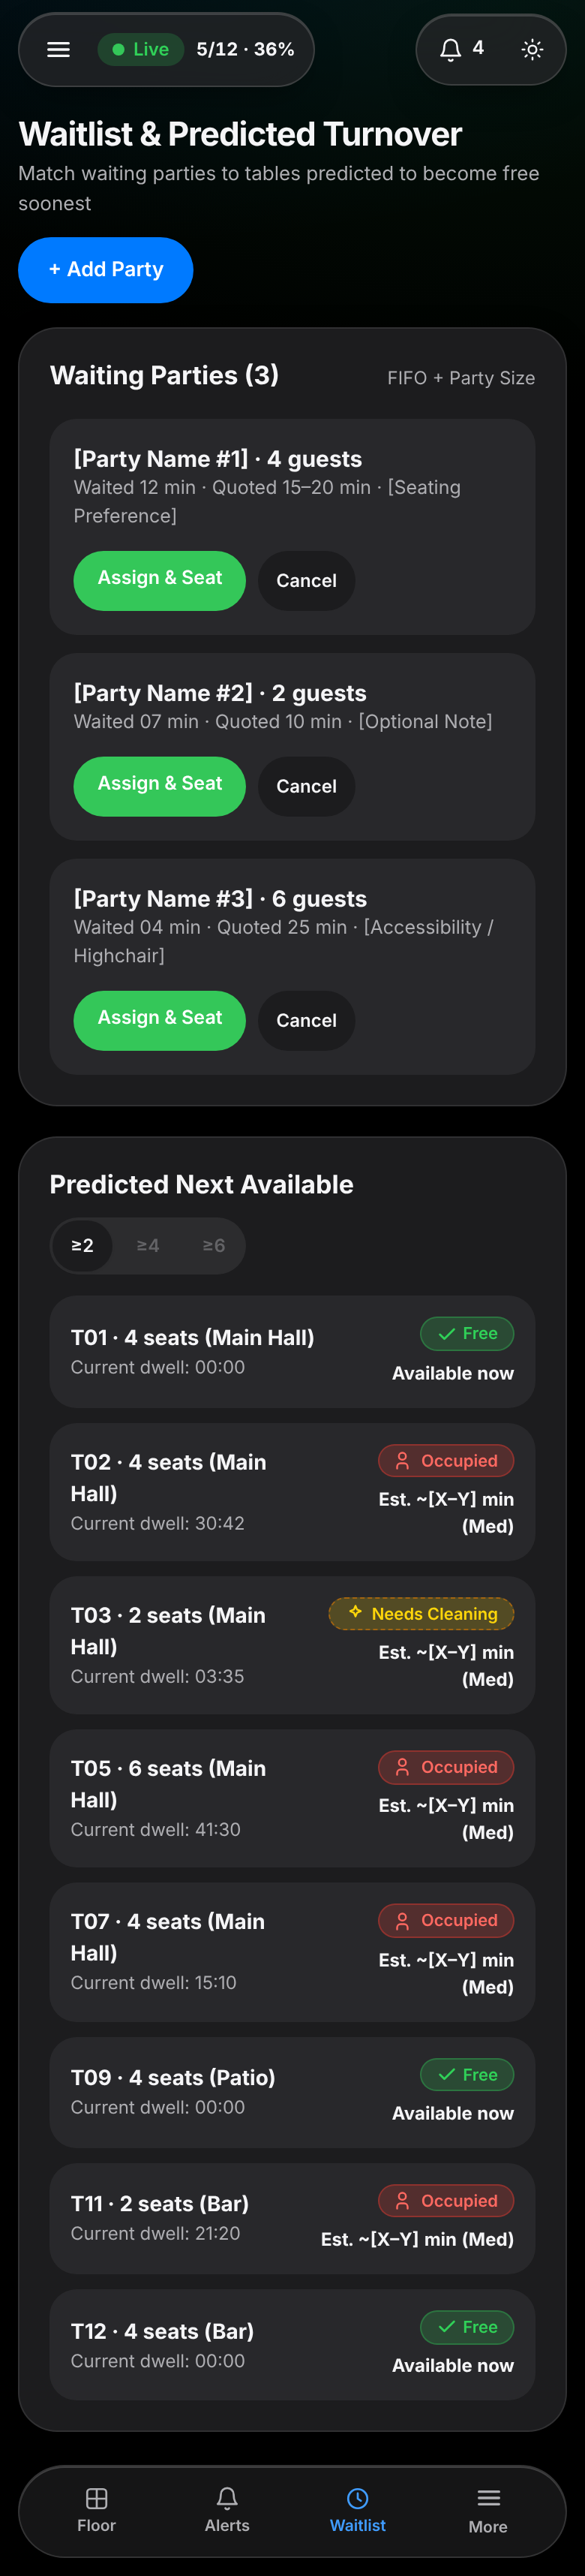 Live 5/12 · 36% 4
Waitlist & Predicted Turnover
Match waiting parties to tables predicted to become free
soonest
+ Add Party
Waiting Parties (3) FIFO + Party Size
[Party Name #1] · 4 guests
Waited 12 min · Quoted 15–20 min · [Seating
Preference]
Assign & Seat Cancel
[Party Name #2] · 2 guests
Waited 07 min · Quoted 10 min · [Optional Note]
Assign & Seat Cancel
[Party Name #3] · 6 guests
Waited 04 min · Quoted 25 min · [Accessibility /
Highchair]
Assign & Seat Cancel
Predicted Next Available
≥2 ≥4 ≥6
T01 · 4 seats (Main Hall)
Current dwell: 00:00
Free
Available now
T02 · 4 seats (Main
Hall)
Current dwell: 30:42
Occupied
Est. ~[X–Y] min
(Med)
T03 · 2 seats (Main
Hall)
Current dwell: 03:35
Needs Cleaning
Est. ~[X–Y] min
(Med)
T05 · 6 seats (Main
Hall)
Current dwell: 41:30
Occupied
Est. ~[X–Y] min
(Med)
T07 · 4 seats (Main
Hall)
Current dwell: 15:10
Occupied
Est. ~[X–Y] min
(Med)
T09 · 4 seats (Patio)
Current dwell: 00:00
Free
Available now
T11 · 2 seats (Bar)
Current dwell: 21:20
Occupied
Est. ~[X–Y] min (Med)
T12 · 4 seats (Bar)
Current dwell: 00:00
Free
Available now
Floor Alerts Waitlist More